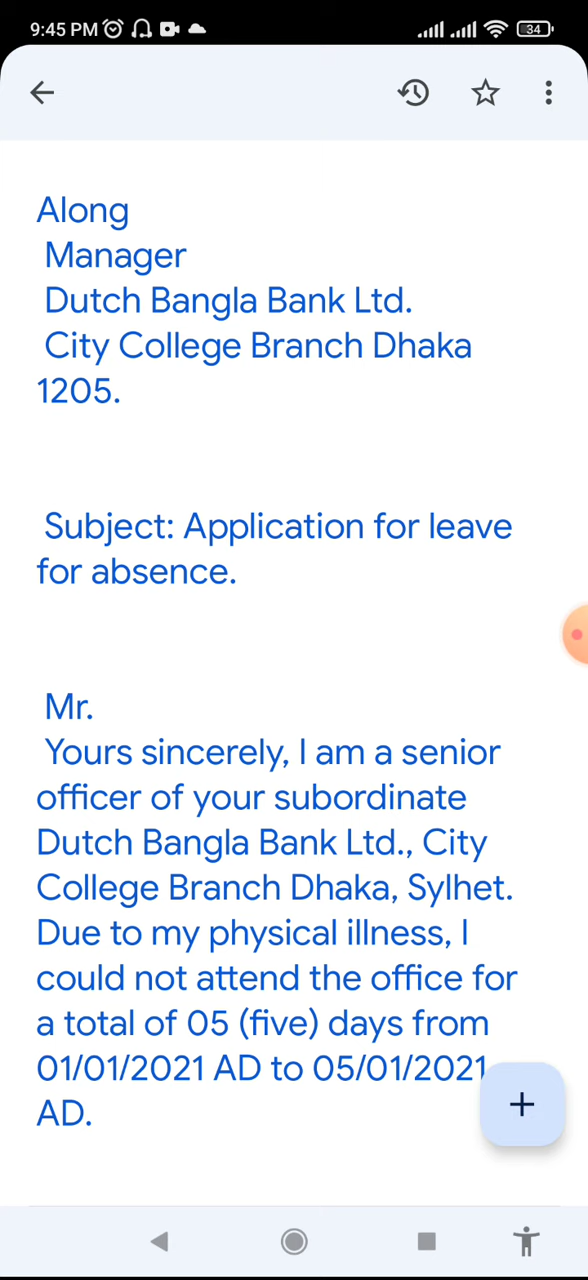 9:45 PM
34
Along
Manager
Dutch Bangla Bank Ltd.
City College Branch Dhaka
1205.
Subject: Application for leave
for absence.
Mr.
Yours sincerely, I am a senior
officer of your subordinate
Dutch Bangla Bank Ltd., City
College Branch Dhaka, Sylhet.
Due to my physical illness, I
could not attend the office for
a total of 05 (five) days from
01/01/2021 AD to 05/01/2021
AD.
+